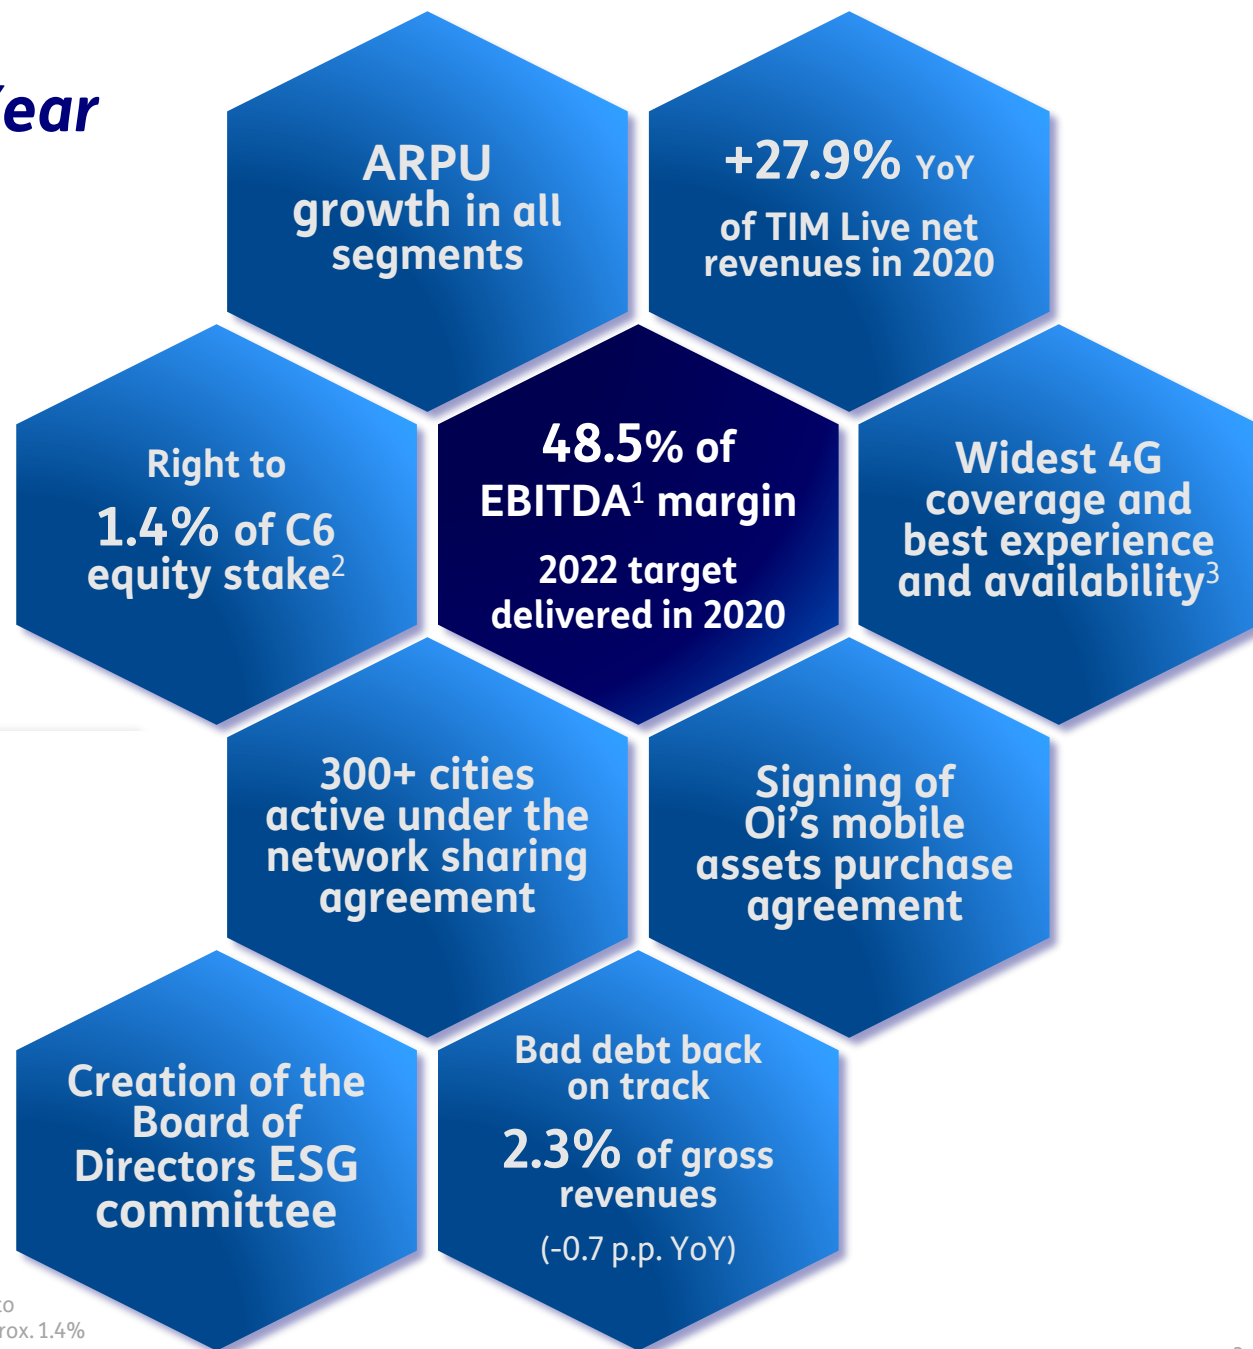 ear
ARPU
growth in all
segments
+27.9% YoY
of TIM Live net
revenues in 2020
Right to
1.4% of C6
equity stake²
48.5% of
EBITDA¹ margin
2022 target
delivered in 2020
Widest 4G
coverage and
best experience
and availability³
300+ cities
active under the
network sharing
agreement
Signing of
Oi’s mobile
assets purchase
agreement
Creation of the
Board of
Directors ESG
committee
Bad debt back
on track
2.3% of gross
revenues
(-0.7 p.p. YoY)
to
rox. 1.4%